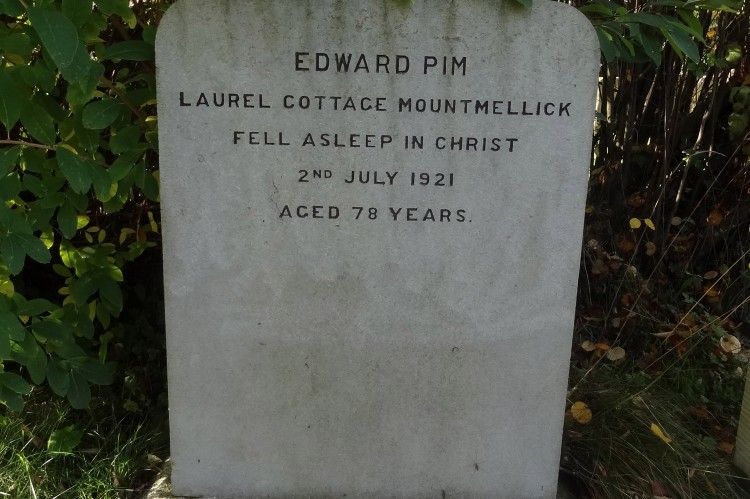 EDWARD PIM
LAUREL COTTAGE MOUNTMELLICK
FELL ASLEEP IN CHRIST
2ND JULY 1921
AGED 78 YEARS.